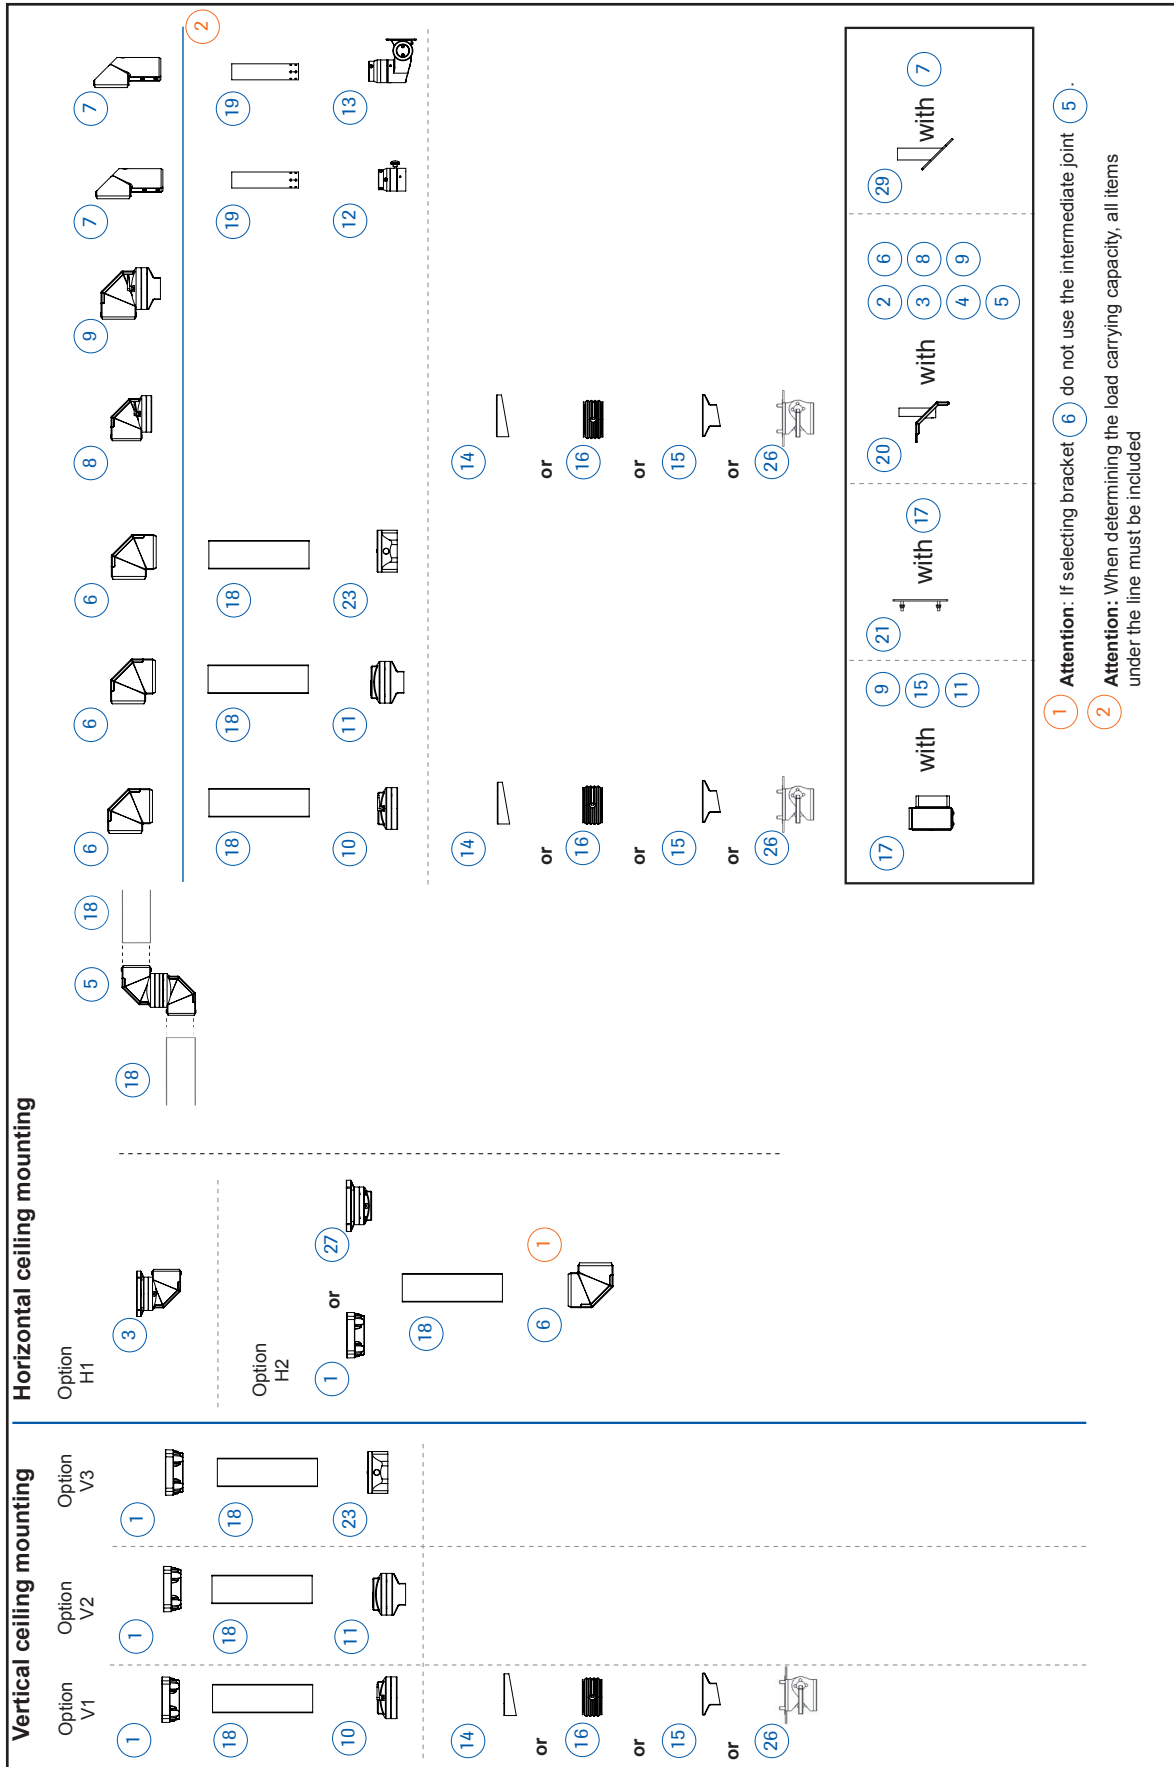 Vertical ceiling mounting
Option
V1
Option
V2
Option
V3
1
1
1
18
18
18
10
11
23
14
or
16
or
15
or
26
Horizontal ceiling mounting
Option
H1
3
Option
H2
1
or
27
18
6
1
18
5
18
6
6
6
8
9
7
7
2
18
18
18
19
19
10
11
23
12
13
14
or
16
or
15
or
26
14
or
16
or
15
or
26
17
with
9
15
11
21
with 17
20
with
2
6
3
8
4
9
5
29
with 7
1 Attention: If selecting bracket 6 do not use the intermediate joint 5.
2 Attention: When determining the load carrying capacity, all items
under the line must be included